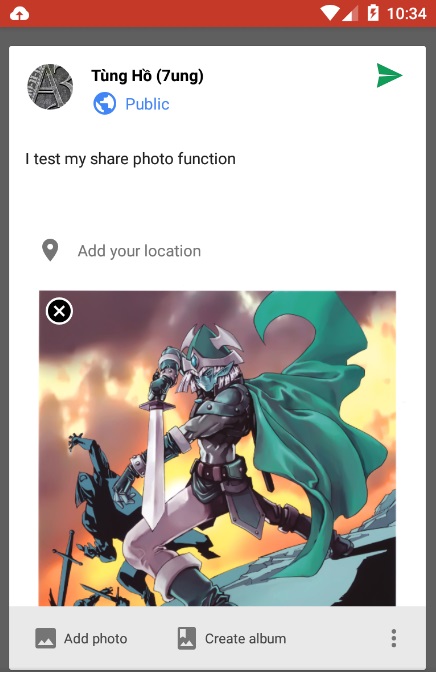 10:34
Tùng Hồ (7ung)
Public
I test my share photo function
Add your location
Add photo
Create album